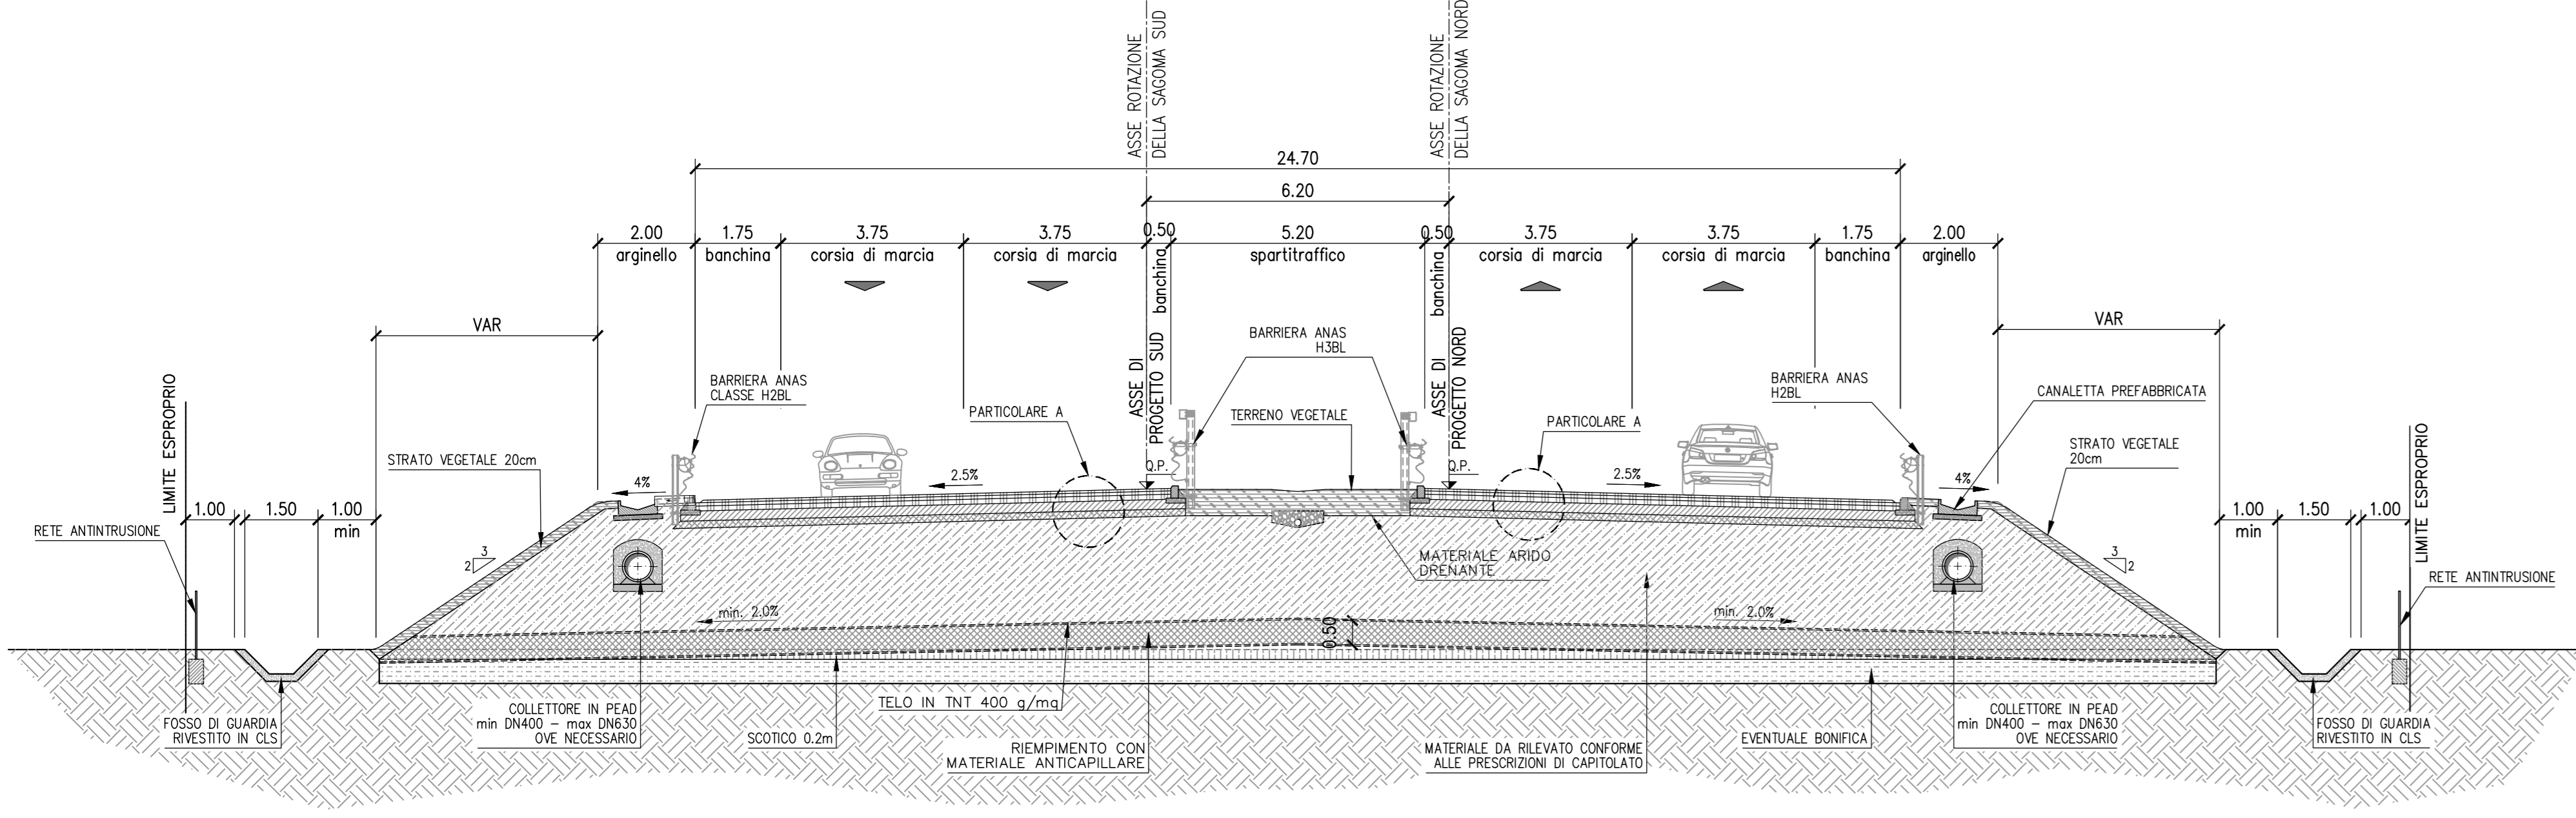 ASSE ROTAZIONE
DELLA SAGOMA SUD
ASSE ROTAZIONE
DELLA SAGOMA NORD
24.70
6.20
2.00
1.75
3.75
3.75
0.50
5.20
0.50
3.75
3.75
1.75
2.00
arginello
banchina
corsia di marcia
corsia di marcia
banchina
spartitraffico
banchina
corsia di marcia
corsia di marcia
banchina
arginello
VAR
VAR
ASSE DI
PROGETTO SUD
ASSE DI
PROGETTO NORD
BARRIERA ANAS
H3BL
BARRIERA ANAS
CLASSE H2BL
BARRIERA ANAS
H2BL
CANALETTA PREFABBRICATA
PARTICOLARE A
TERRENO VEGETALE
PARTICOLARE A
LIMITE ESPROPRIO
LIMITE ESPROPRIO
STRATO VEGETALE 20cm
STRATO VEGETALE
20cm
Q.P.
Q.P.
4%
2.5%
2.5%
4%
1.00
1.50
1.00
min
1.00
min
1.50
1.00
RETE ANTINTRUSIONE
RETE ANTINTRUSIONE
3
2
3
2
MATERIALE ARIDO
DRENANTE
min. 2.0%
min. 2.0%
0.50
TELO IN TNT 400 g/mq
FOSSO DI GUARDIA
RIVESTITO IN CLS
COLLETTORE IN PEAD
min DN400 – max DN630
OVE NECESSARIO
SCOTICO 0.2m
RIEMPIMENTO CON
MATERIALE ANTICAPILLARE
MATERIALE DA RILEVATO CONFORME
ALLE PRESCRIZIONI DI CAPITOLATO
EVENTUALE BONIFICA
COLLETTORE IN PEAD
min DN400 – max DN630
OVE NECESSARIO
FOSSO DI GUARDIA
RIVESTITO IN CLS